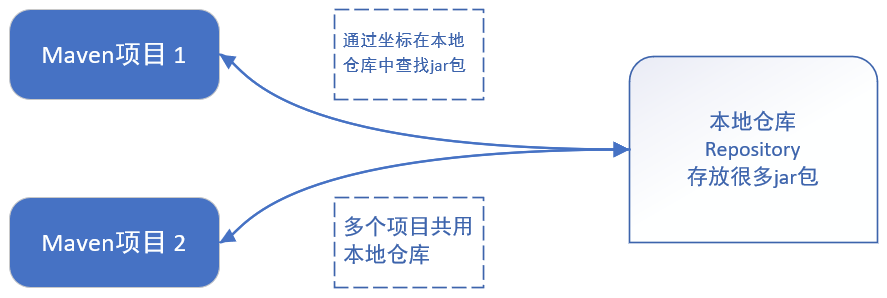 Maven项目 1
通过坐标在本地
仓库中查找jar包
本地仓库
Repository
存放很多jar包
Maven项目 2
多个项目共用
本地仓库